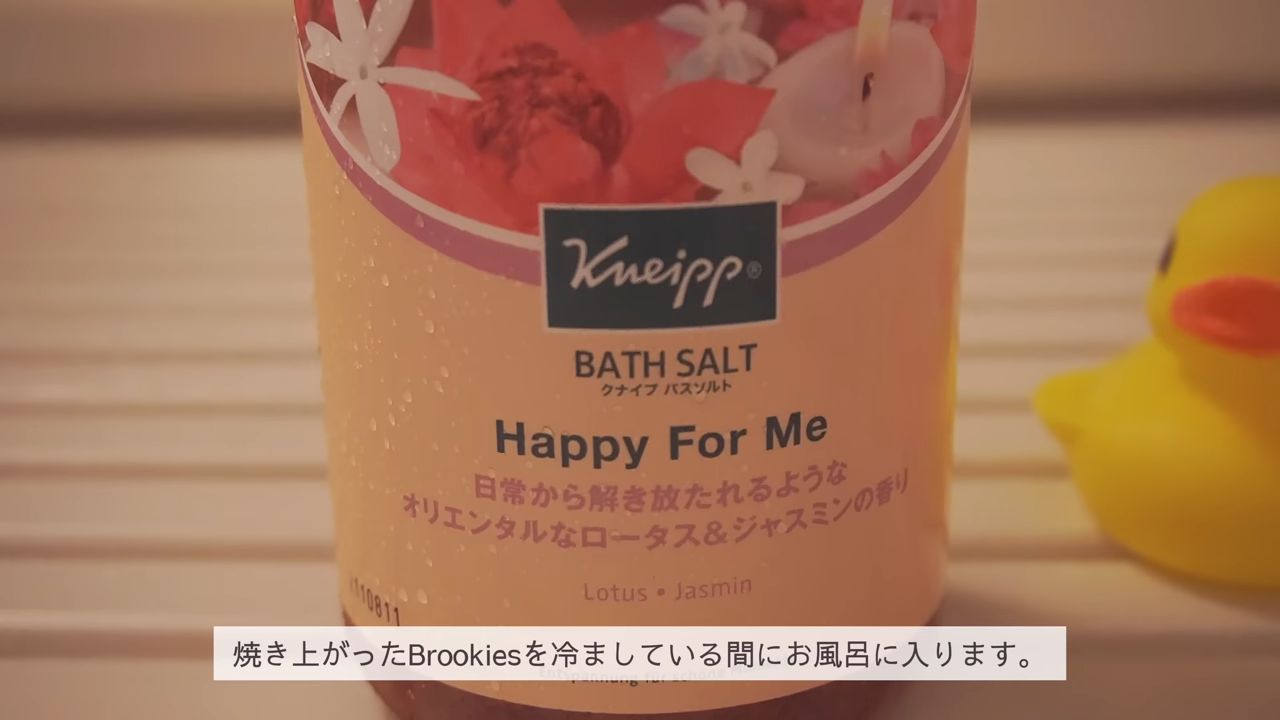 Kneipp®
BATH SALT
クナイプ バスソルト
Happy For Me
日常から解き放たれるような
オリエンタルなロータス&ジャスミンの香り
Lotus • Jasmin
110811
焼き上がったBrookiesを冷ましている間にお風呂に入ります。